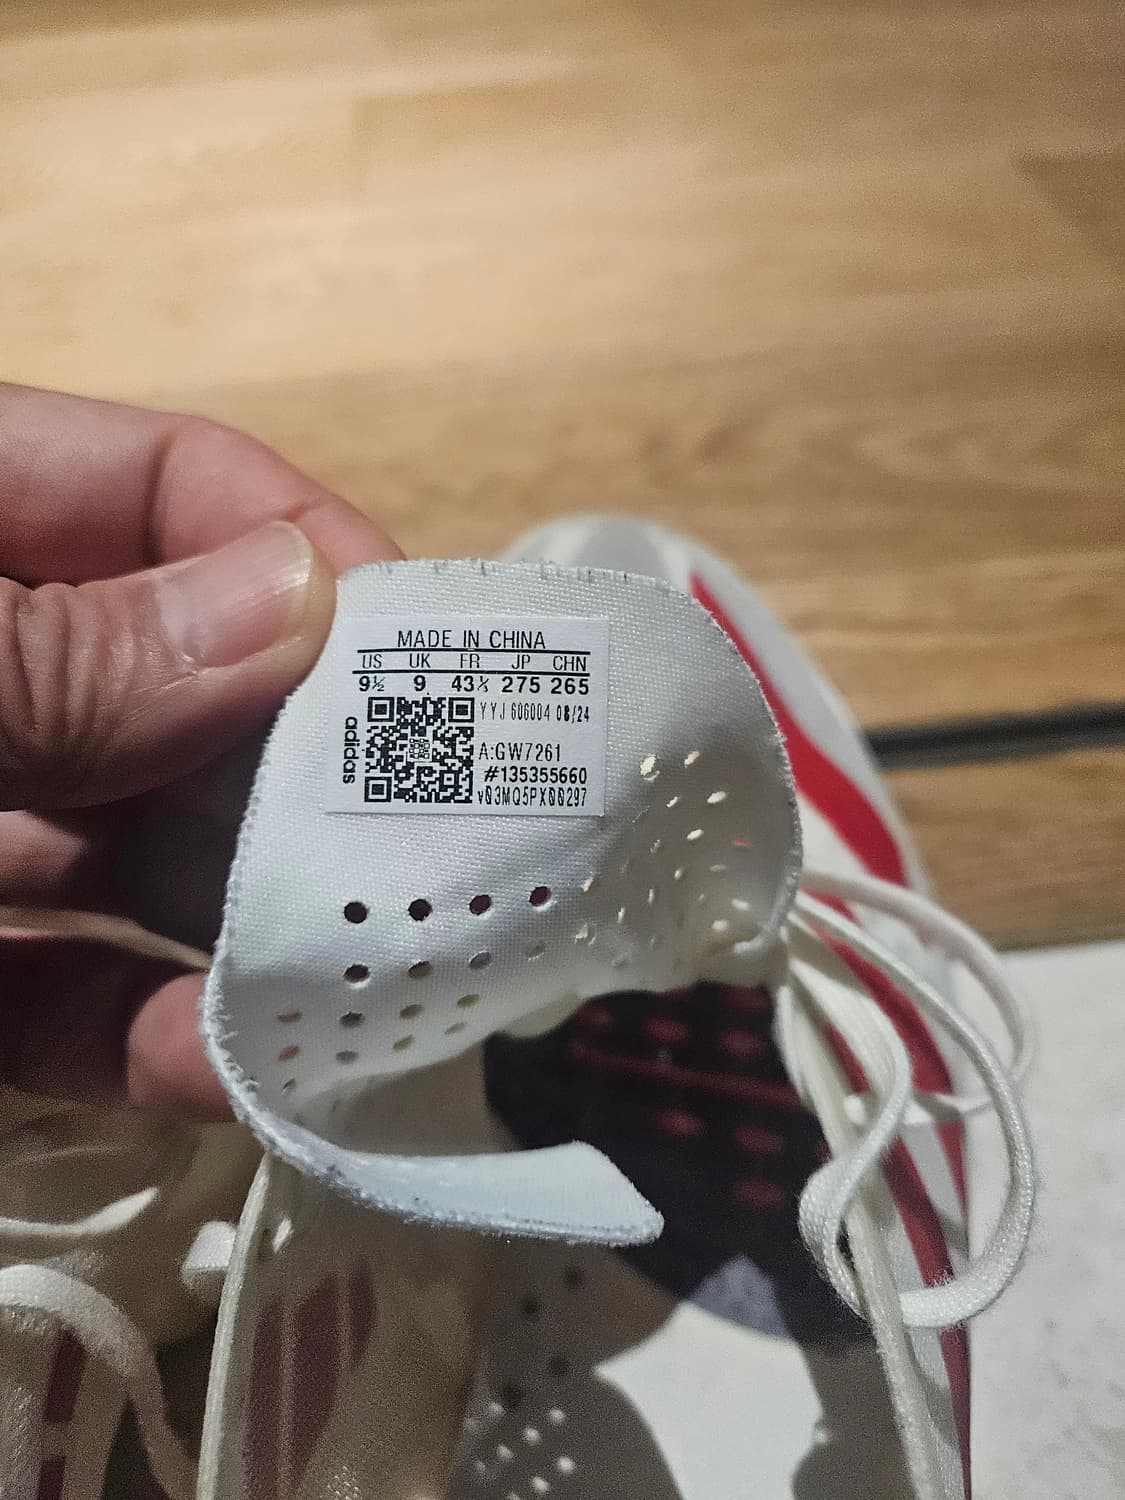 MADE IN CHINA
US UK FR JP CHN
9½ 9 43⅓ 275 265
YYJ 606004 08/24
adidas
A:GW7261
#135355660
v03MQ5PX00297